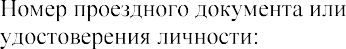 Номер проездного документа или
удостоверения личности: